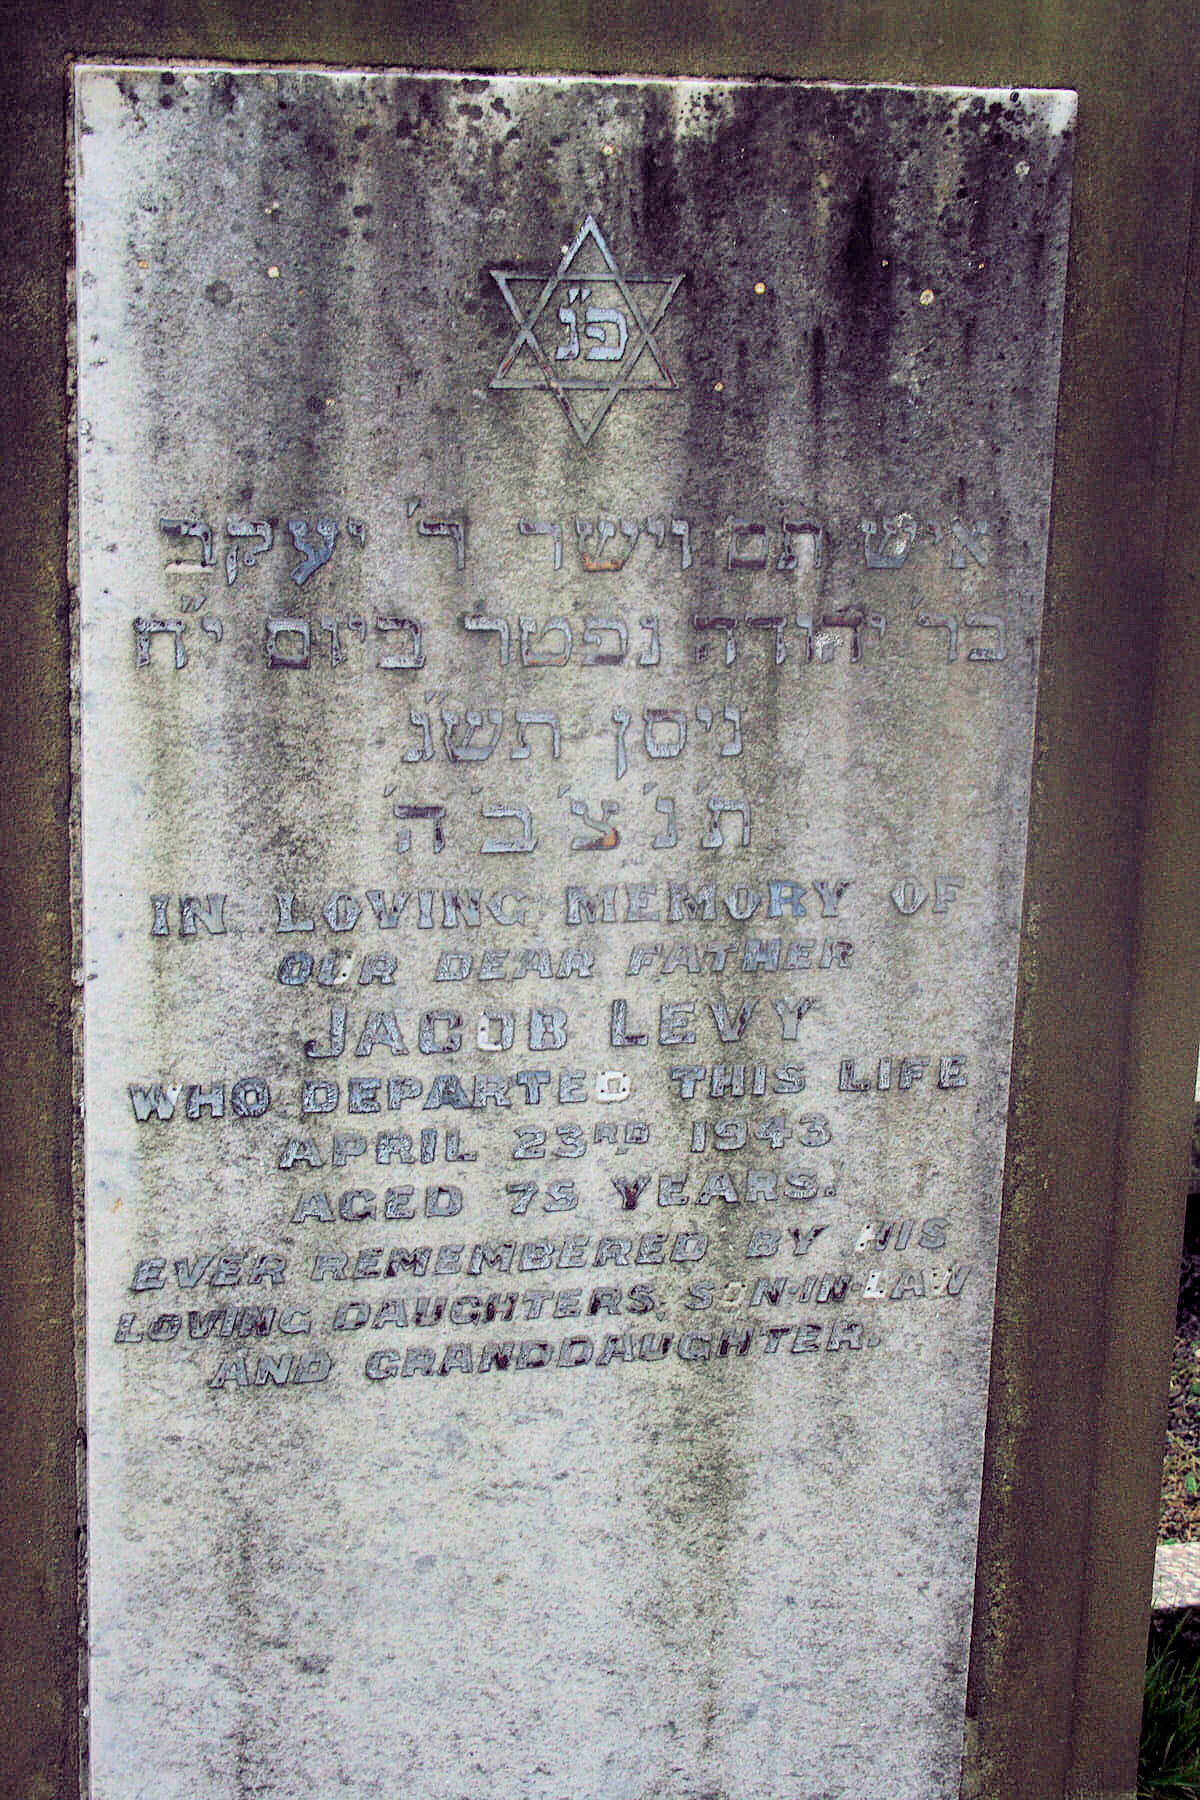 פ״נ
איש תם וישר ר' יעקב
בר' יהודה נפטר ביום י״ח
ניסן תש״ג
ת'נ'צ'ב'ה'
IN LOVING MEMORY OF
OUR DEAR FATHER
JACOB LEVY
WHO DEPARTED THIS LIFE
APRIL 23RD 1943
AGED 75 YEARS.
EVER REMEMBERED BY HIS
LOVING DAUGHTERS, SON-IN-LAW
AND GRANDDAUGHTER.